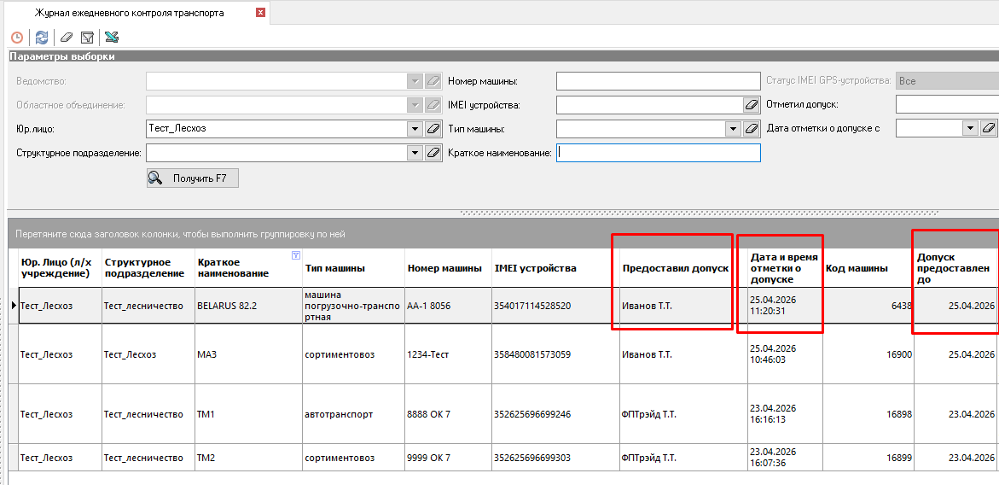 Журнал ежедневного контроля транспорта
Параметры выборки
Ведомство:
Номер машины:
Статус IMEI GPS-устройства: Все
Областное объединение:
IMEI устройства:
Отметил допуск:
Юр.лицо: Тест_Лесхоз
Тип машины:
Дата отметки о допуске с
Структурное подразделение:
Краткое наименование:
Получить F7
Перетяните сюда заголовок колонки, чтобы выполнить группировку по ней
Юр. Лицо (л/х
учреждение)
Структурное
подразделение
Краткое
наименование
Тип машины
Номер машины
IMEI устройства
Предоставил допуск
Дата и время
отметки о
допуске
Код машины
Допуск
предоставлен
до
Тест_Лесхоз
Тест_лесничество
BELARUS 82.2
машина
погрузочно-транспо
ртная
АА-1 8056
354017114528520
Иванов Т.Т.
25.04.2026
11:20:31
6438
25.04.2026
Тест_Лесхоз
Тест_Лесхоз
МАЗ
сортиментовоз
1234-Тест
358480081573059
Иванов Т.Т.
25.04.2026
10:46:03
16900
25.04.2026
Тест_Лесхоз
Тест_лесничество
ТМ1
автотранспорт
8888 ОК 7
352625696699246
ФПТрэйд Т.Т.
23.04.2026
16:16:13
16898
23.04.2026
Тест_Лесхоз
Тест_лесничество
ТМ2
сортиментовоз
9999 ОК 7
352625696699303
ФПТрэйд Т.Т.
23.04.2026
16:07:36
16899
23.04.2026